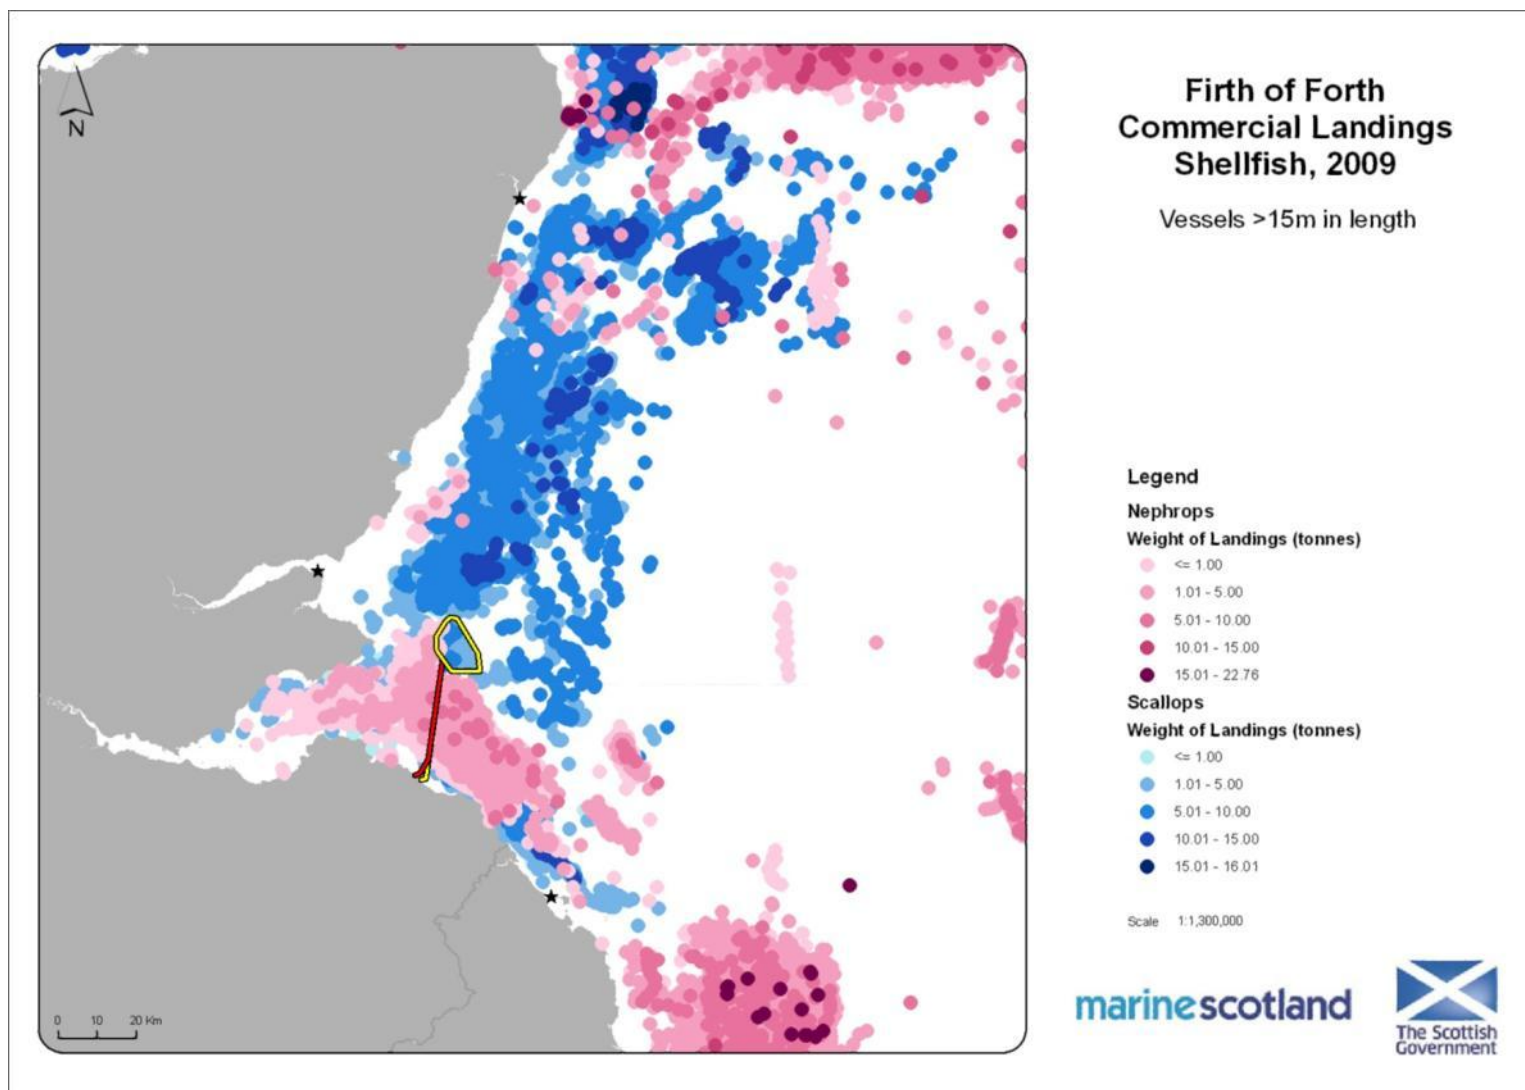 Firth of Forth
Commercial Landings
Shellfish, 2009
Vessels >15m in length
N
Legend
Nephrops
Weight of Landings (tonnes)
<= 1.00
1.01 - 5.00
5.01 - 10.00
10.01 - 15.00
15.01 - 22.76
Scallops
Weight of Landings (tonnes)
<= 1.00
1.01 - 5.00
5.01 - 10.00
10.01 - 15.00
15.01 - 16.01
Scale 1:1,300,000
0 10 20 Km
marinescotland
The Scottish
Government